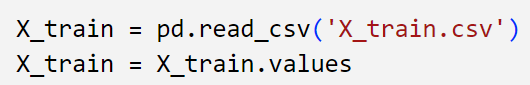 X_train = pd.read_csv('X_train.csv')
X_train = X_train.values